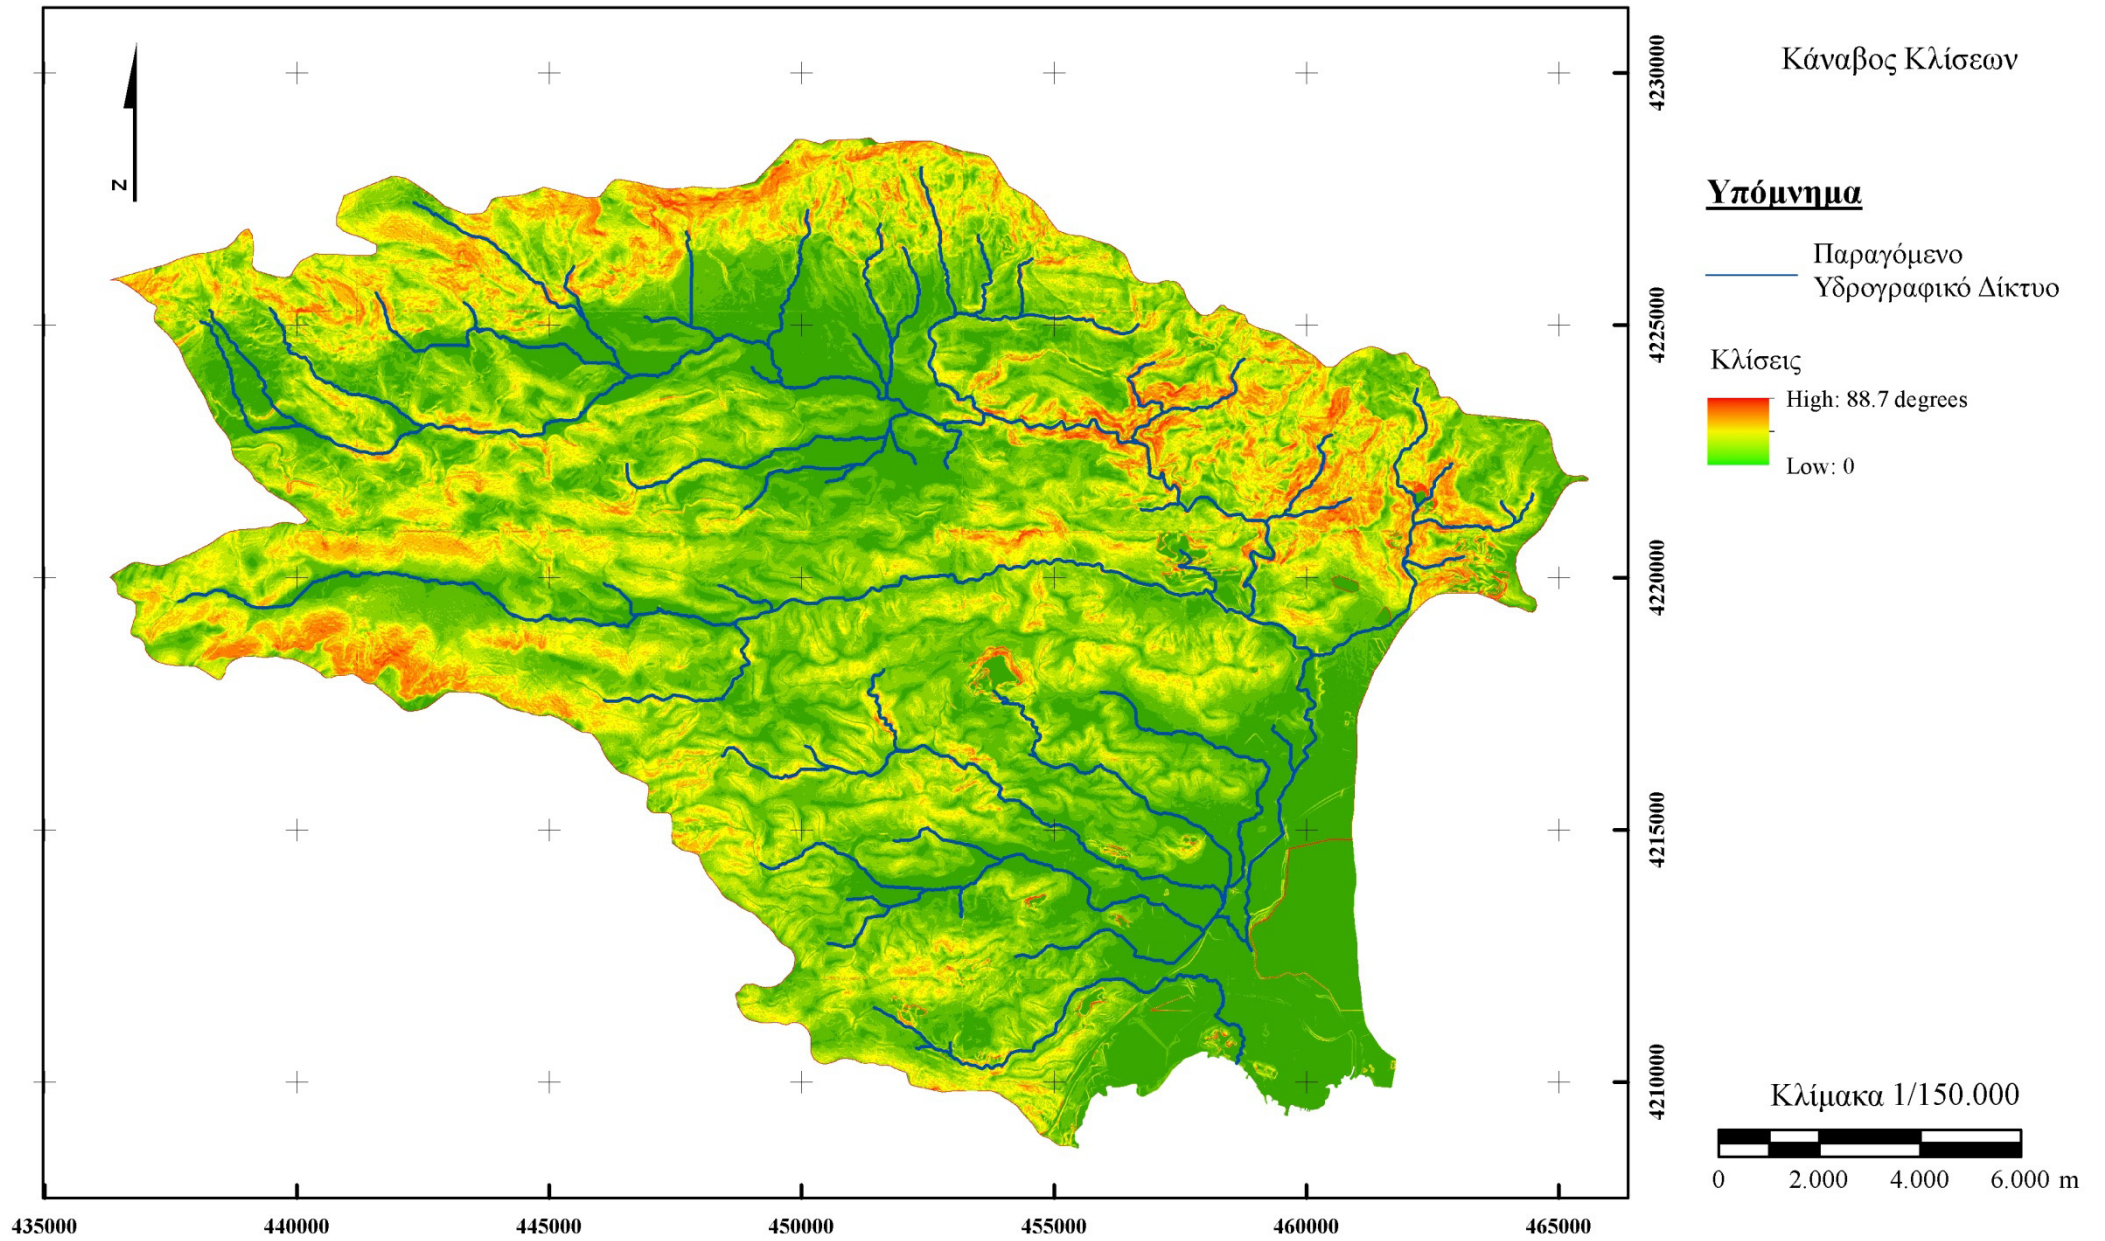 Κάναβος Κλίσεων
Υπόμνημα
Παραγόμενο
Υδρογραφικό Δίκτυο
Κλίσεις
High: 88.7 degrees
Low: 0
Κλίμακα 1/150.000
0 2.000 4.000 6.000 m
N
4230000
4225000
4220000
4215000
4210000
435000 440000 445000 450000 455000 460000 465000